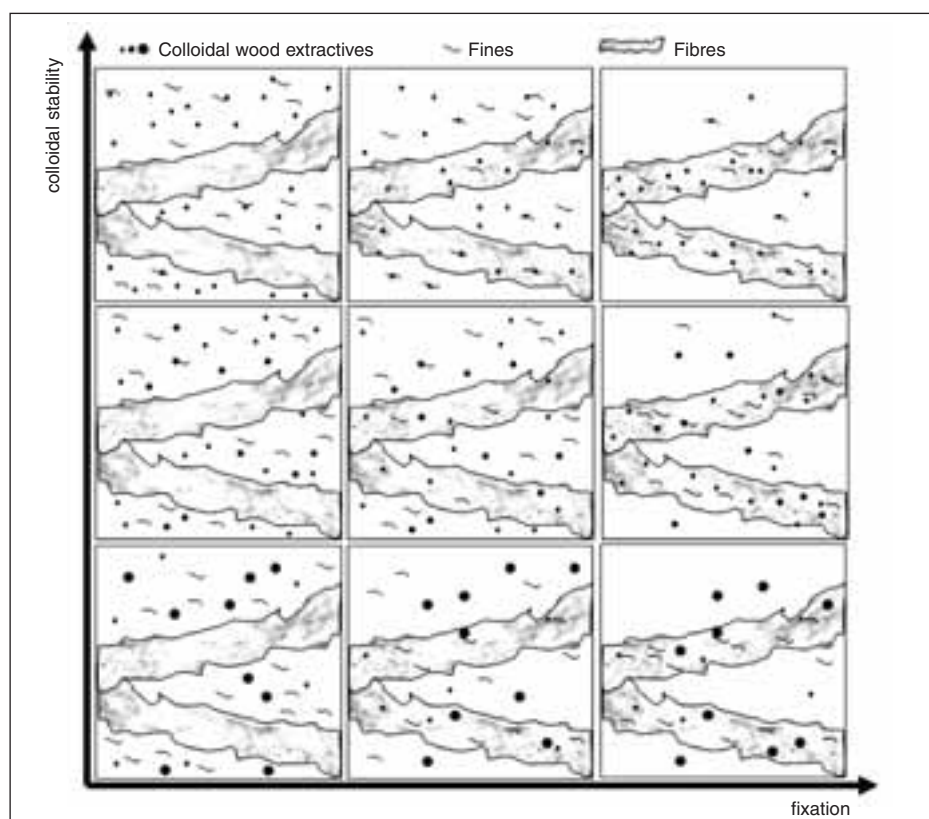 Colloidal wood extractives Fines Fibres
colloidal stability
fixation